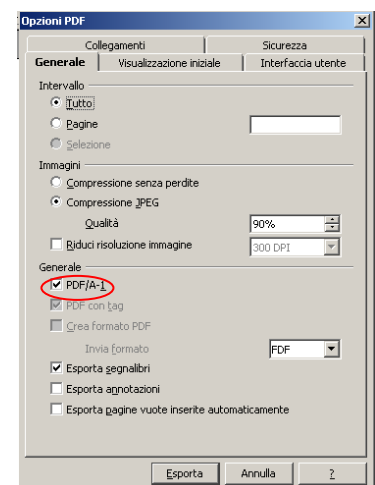 Opzioni PDF
Collegamenti Sicurezza
Generale Visualizzazione iniziale Interfaccia utente
Intervallo
Tutto
Pagine
Selezione
Immagini
Compressione senza perdite
Compressione JPEG
Qualità 90%
Riduci risoluzione immagine 300 DPI
Generale
PDF/A-1
PDF con tag
Crea formato PDF
Invia formato FDF
Esporta segnalibri
Esporta annotazioni
Esporta pagine vuote inserite automaticamente
Esporta Annulla ?